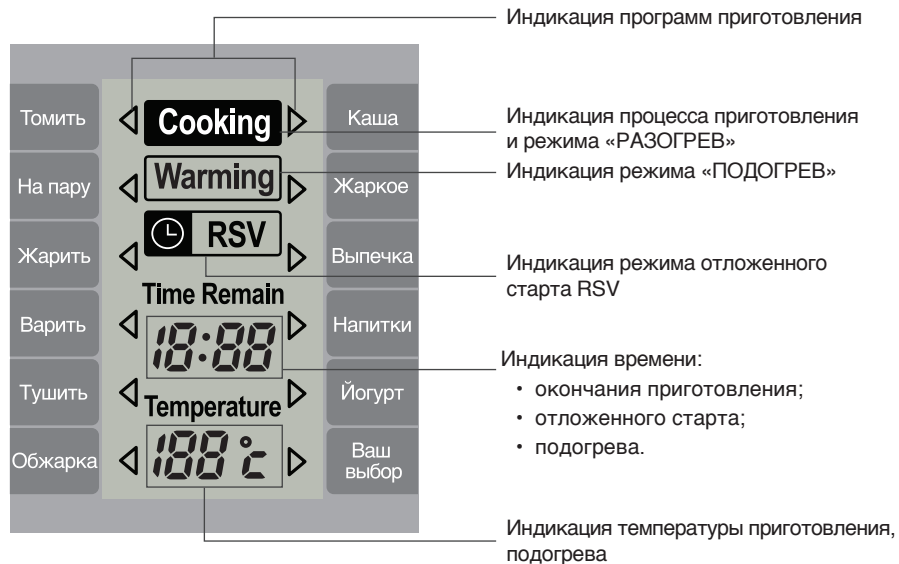 Индикация программ приготовления
Томить
Cooking
Каша
Индикация процесса приготовления
и режима «РАЗОГРЕВ»
На пару
Warming
Жаркое
Индикация режима «ПОДОГРЕВ»
Жарить
RSV
Выпечка
Индикация режима отложенного
старта RSV
Time Remain
Варить
18:88
Напитки
Индикация времени:
• окончания приготовления;
• отложенного старта;
• подогрева.
Тушить
Temperature
Йогурт
Обжарка
188 °c
Ваш
выбор
Индикация температуры приготовления,
подогрева